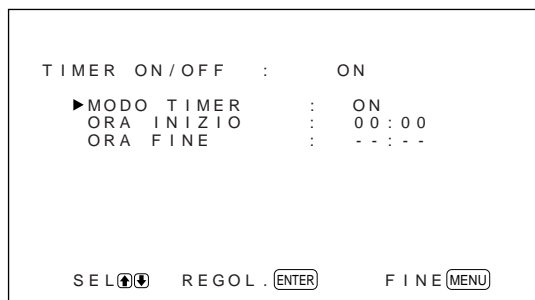 TIMER ON/OFF : ON
▶MODO TIMER : ON
ORA INIZIO : 00:00
ORA FINE : --:--
SEL⬆⬇ REGOL.ENTER FINE MENU